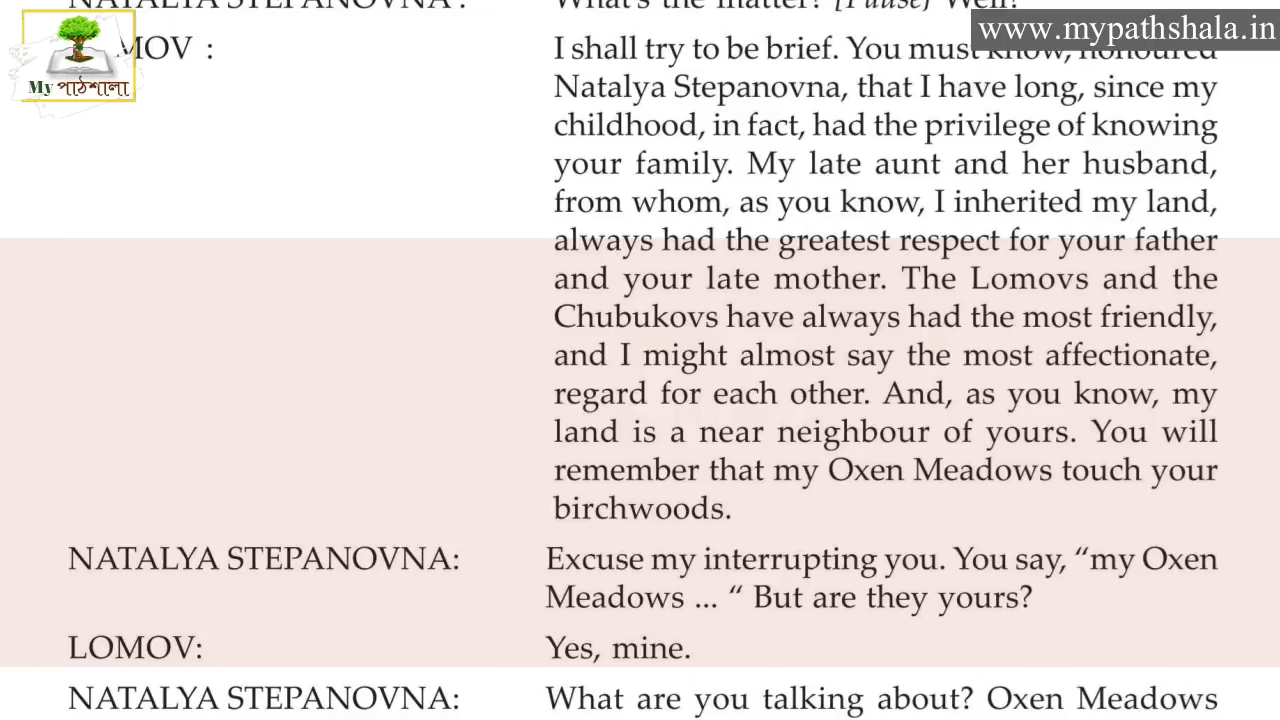 NATALYA STEPANOVNA : What's the matter? [Pause] Well?
www.mypathshala.in
MOV : I shall try to be brief. You must know, honoured
My পাঠশালা
Natalya Stepanovna, that I have long, since my
childhood, in fact, had the privilege of knowing
your family. My late aunt and her husband,
from whom, as you know, I inherited my land,
always had the greatest respect for your father
and your late mother. The Lomovs and the
Chubukovs have always had the most friendly,
and I might almost say the most affectionate,
regard for each other. And, as you know, my
land is a near neighbour of yours. You will
remember that my Oxen Meadows touch your
birchwoods.
NATALYA STEPANOVNA: Excuse my interrupting you. You say, “my Oxen
Meadows ... “ But are they yours?
LOMOV: Yes, mine.
NATALYA STEPANOVNA: What are you talking about? Oxen Meadows